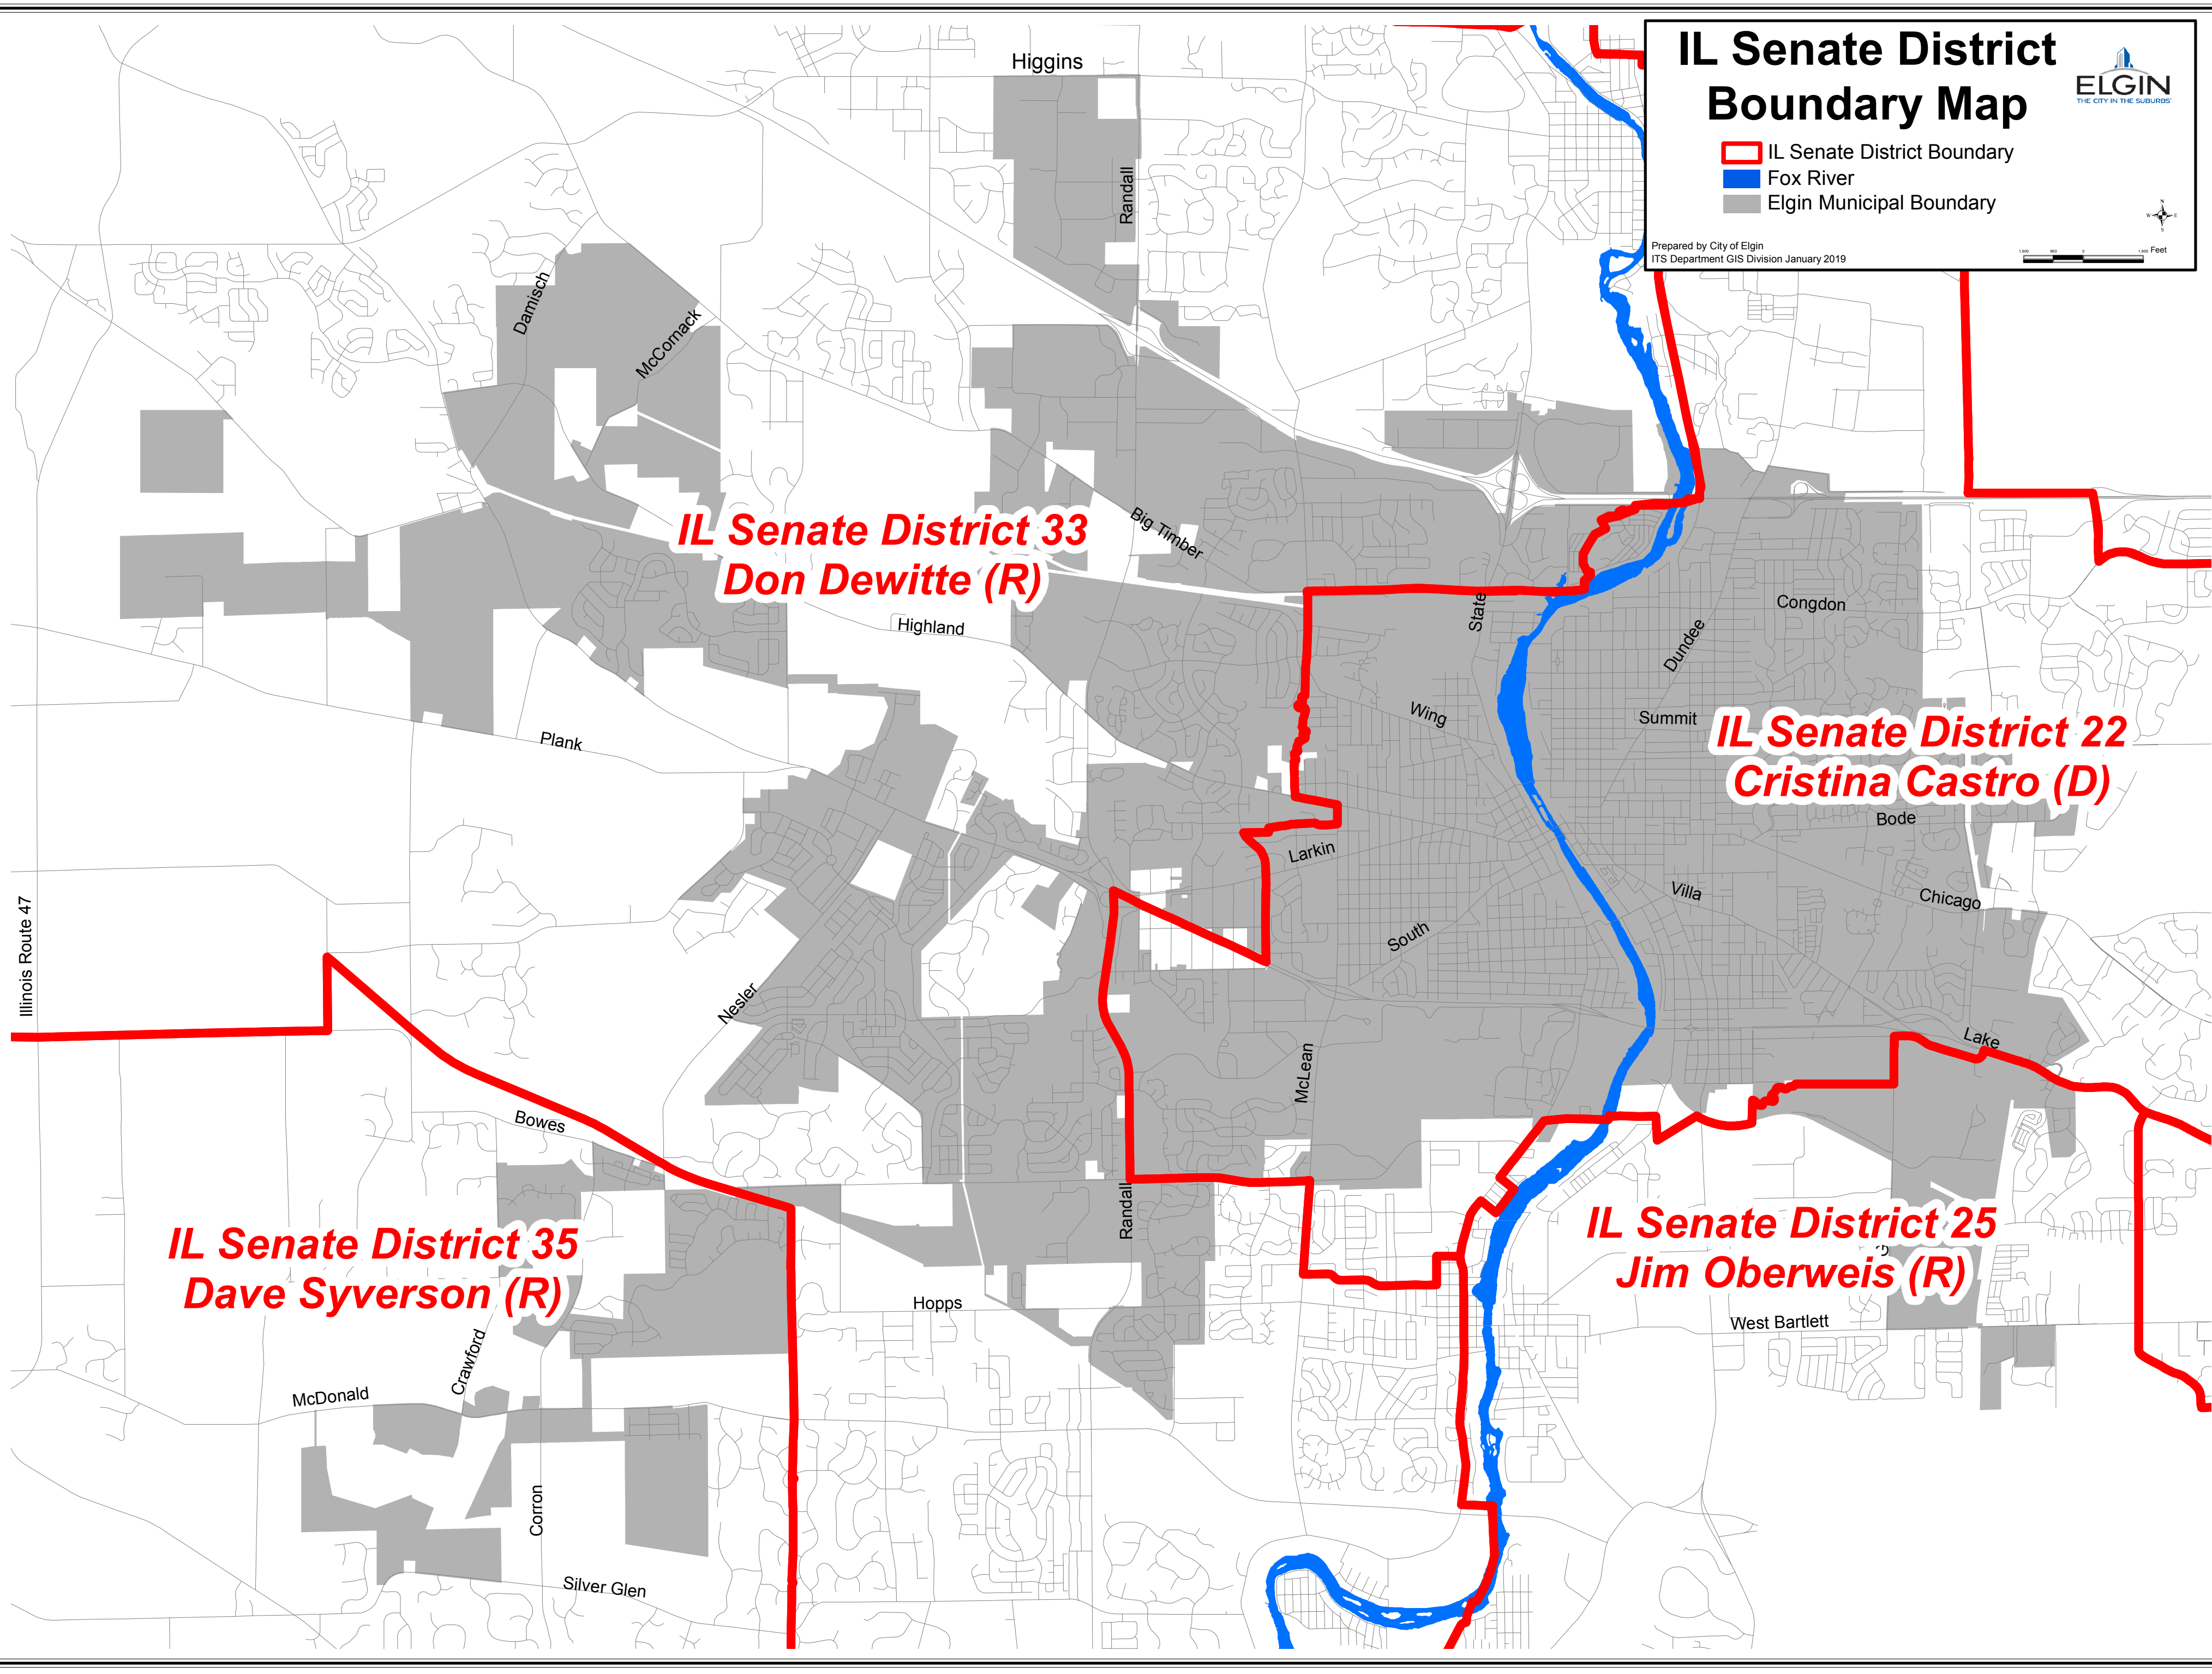 IL Senate District
Boundary Map
ELGIN
THE CITY IN THE SUBURBS
IL Senate District Boundary
Fox River
Elgin Municipal Boundary
N
W E
S
Prepared by City of Elgin
ITS Department GIS Division January 2019
Feet
Higgins
Randall
Damisch
McCornack
IL Senate District 33
Don Dewitte (R)
Big Timber
Highland
State
Congdon
Dundee
Wing
Summit
IL Senate District 22
Cristina Castro (D)
Plank
Bode
Larkin
Villa
Chicago
South
Illinois Route 47
Nesler
Lake
McLean
Bowes
Randall
IL Senate District 35
Dave Syverson (R)
IL Senate District 25
Jim Oberweis (R)
Hopps
West Bartlett
Crawford
McDonald
Corron
Silver Glen